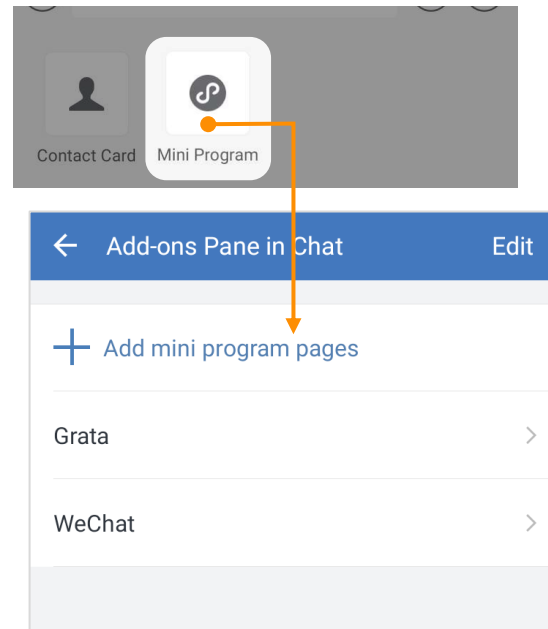 Contact Card
Mini Program
Add-ons Pane in Chat
Edit
Add mini program pages
Grata
WeChat